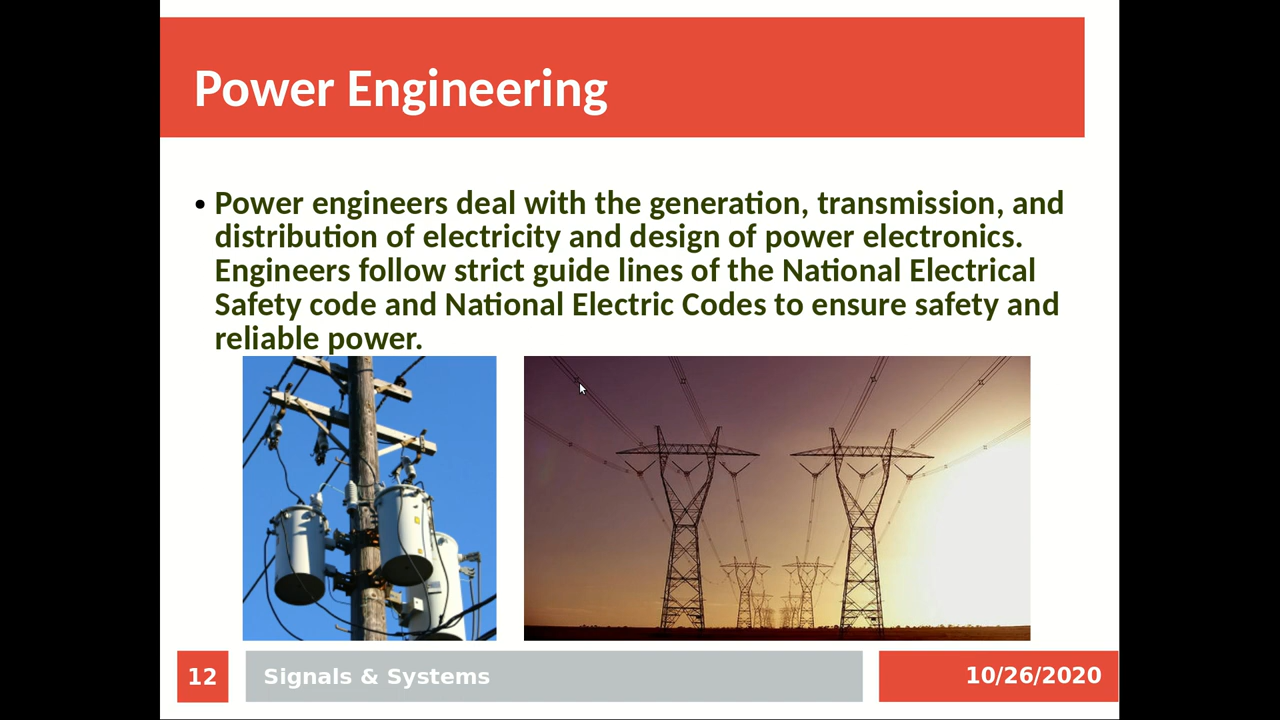 Power Engineering
• Power engineers deal with the generation, transmission, and
distribution of electricity and design of power electronics.
Engineers follow strict guide lines of the National Electrical
Safety code and National Electric Codes to ensure safety and
reliable power.
12
Signals & Systems
10/26/2020